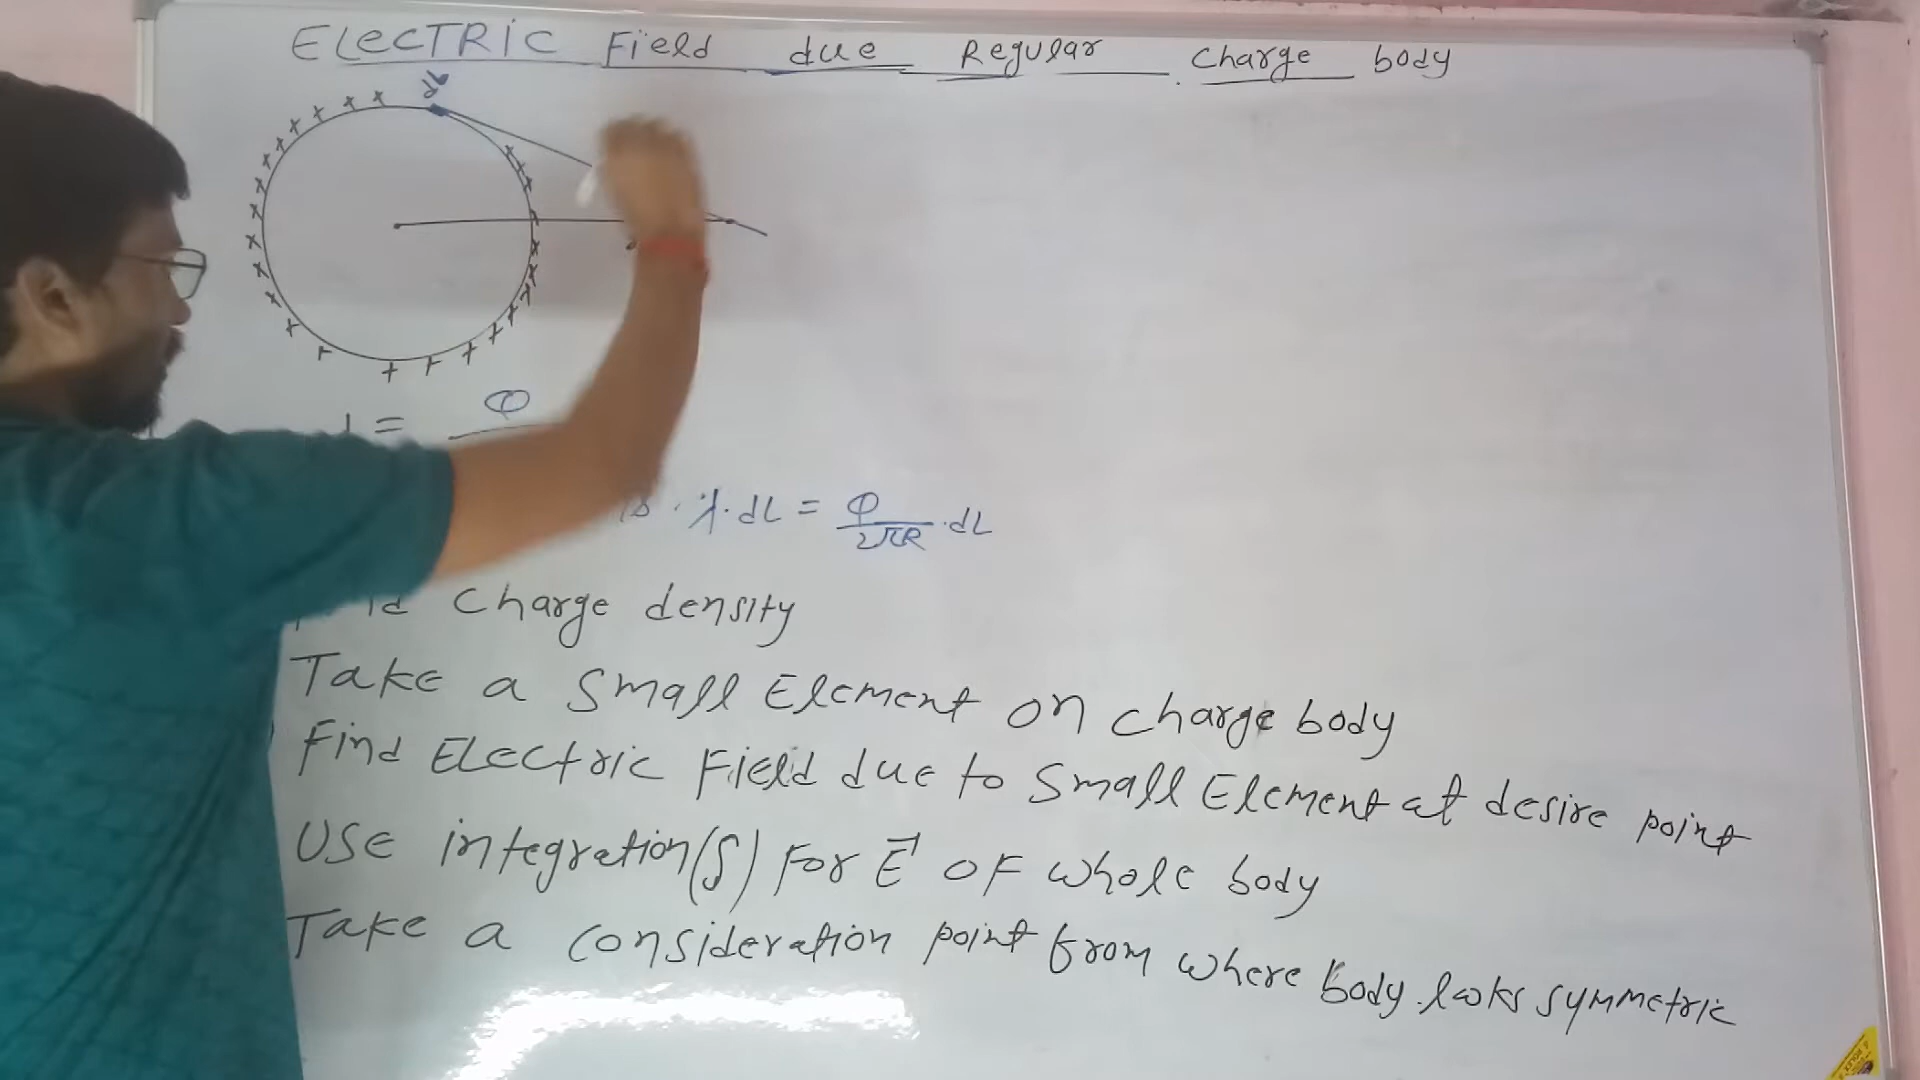 ELECTRIC Field due Regular Charge body
dL
λ = Q
λ.dL = Q/2πR .dL
Charge density
Take a Small Element on charge body
Find Electric Field due to Small Element at desire point
USE integration(∫) For E⃗ OF whole body
Take a consideration point from where body looks symmetric